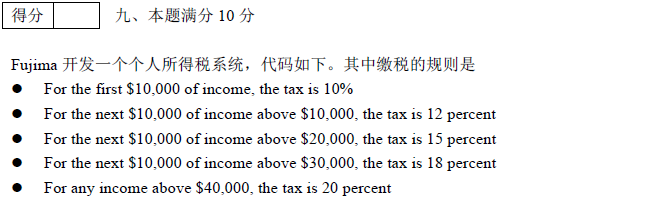 得分 九、本题满分 10 分
Fujima 开发一个个人所得税系统，代码如下。其中缴税的规则是
● For the first $10,000 of income, the tax is 10%
● For the next $10,000 of income above $10,000, the tax is 12 percent
● For the next $10,000 of income above $20,000, the tax is 15 percent
● For the next $10,000 of income above $30,000, the tax is 18 percent
● For any income above $40,000, the tax is 20 percent